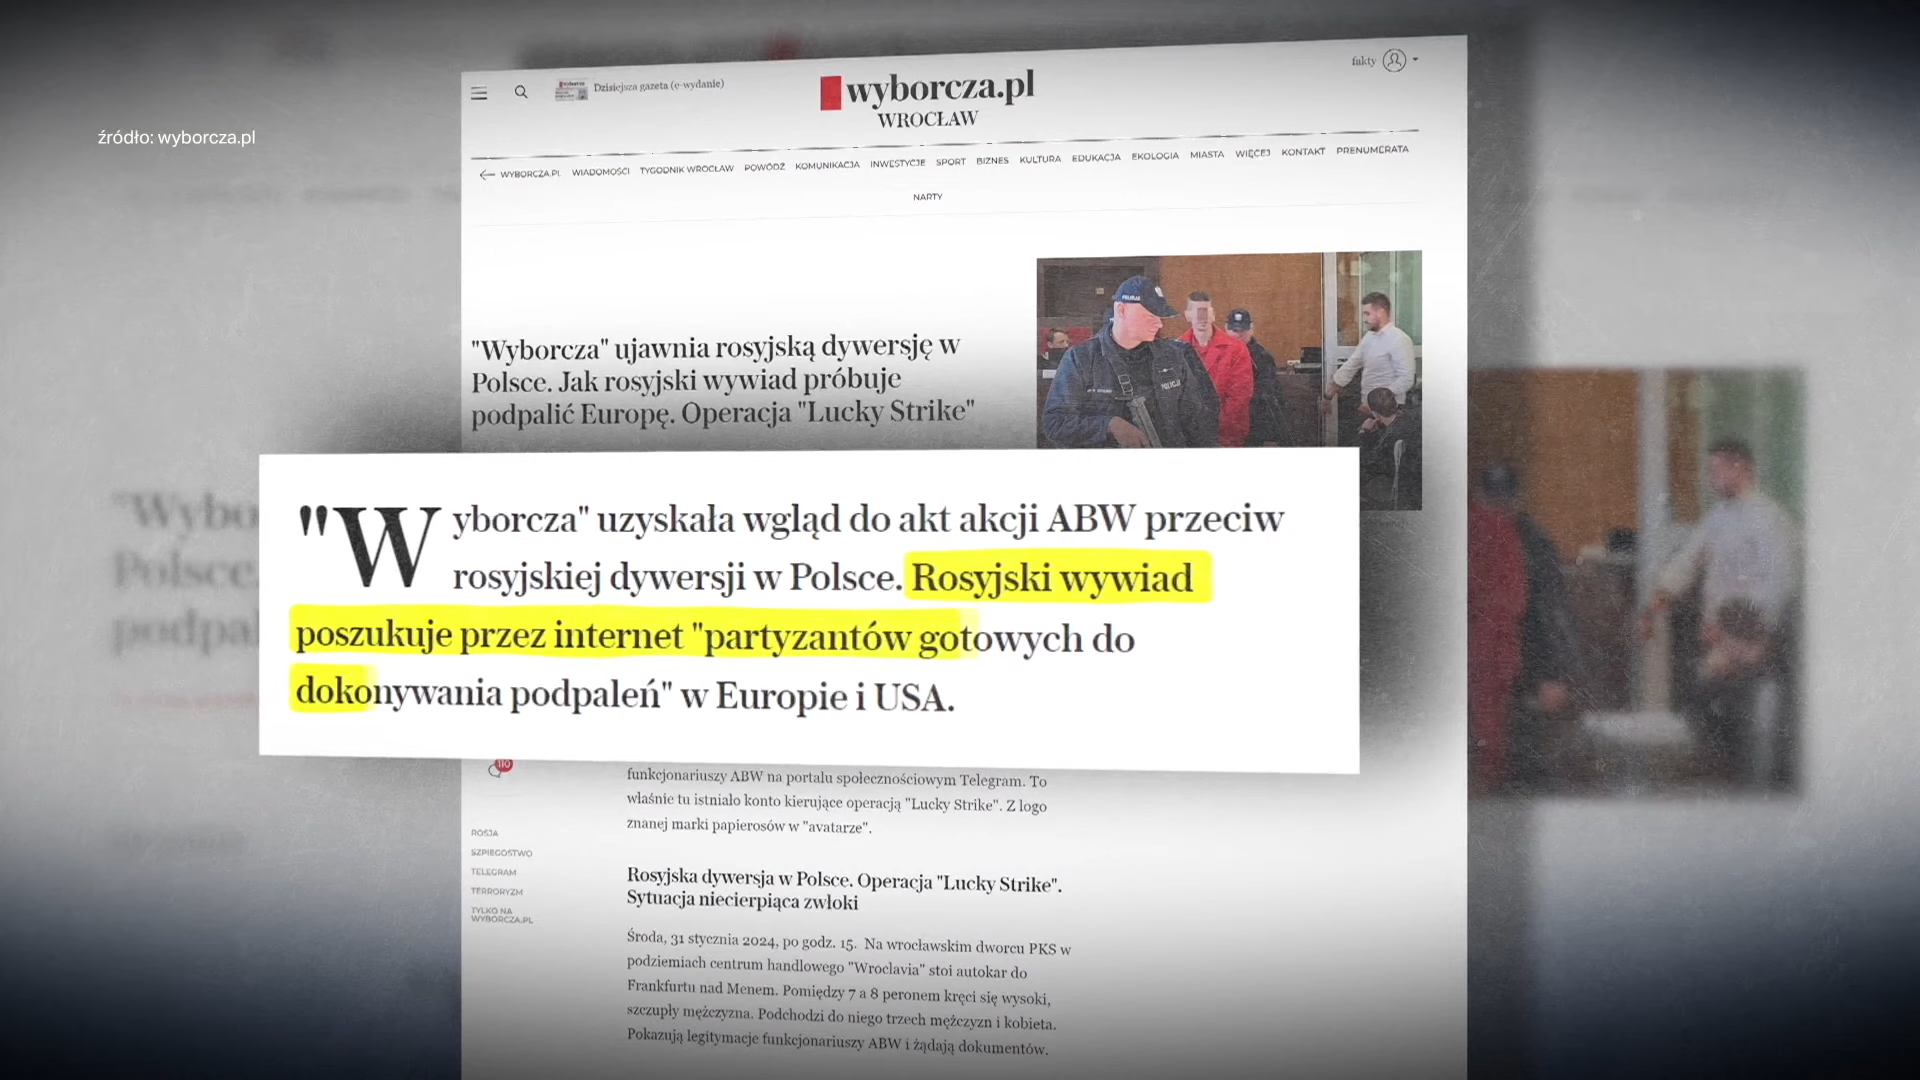 źródło: wyborcza.pl
Dzisiejsza gazeta (e-wydanie)
wyborcza.pl
WROCŁAW
fakty
WYBORCZA.PL WIADOMOŚCI TYGODNIK WROCŁAW POWÓDŹ KOMUNIKACJA INWESTYCJE SPORT BIZNES KULTURA EDUKACJA EKOLOGIA MIASTA WIĘCEJ KONTAKT PRENUMERATA
NARTY
"Wyborcza" ujawnia rosyjską dywersję w
Polsce. Jak rosyjski wywiad próbuje
podpalić Europę. Operacja "Lucky Strike"
POLICJA
POLICJA
"Wyborcza" uzyskała wgląd do akt akcji ABW przeciw
rosyjskiej dywersji w Polsce. Rosyjski wywiad
poszukuje przez internet "partyzantów gotowych do
dokonywania podpaleń" w Europie i USA.
110
funkcjonariuszy ABW na portalu społecznościowym Telegram. To
właśnie tu istniało konto kierujące operacją "Lucky Strike". Z logo
znanej marki papierosów w "avatarze".
ROSJA
SZPIEGOSTWO
TELEGRAM
TERRORYZM
TYLKO NA
WYBORCZA.PL
Rosyjska dywersja w Polsce. Operacja "Lucky Strike".
Sytuacja niecierpiąca zwłoki
Środa, 31 stycznia 2024, po godz. 15. Na wrocławskim dworcu PKS w
podziemiach centrum handlowego "Wroclavia" stoi autokar do
Frankfurtu nad Menem. Pomiędzy 7 a 8 peronem kręci się wysoki,
szczupły mężczyzna. Podchodzi do niego trzech mężczyzn i kobieta.
Pokazują legitymacje funkcjonariuszy ABW i żądają dokumentów.
"Wybo
Polsce.
podpal